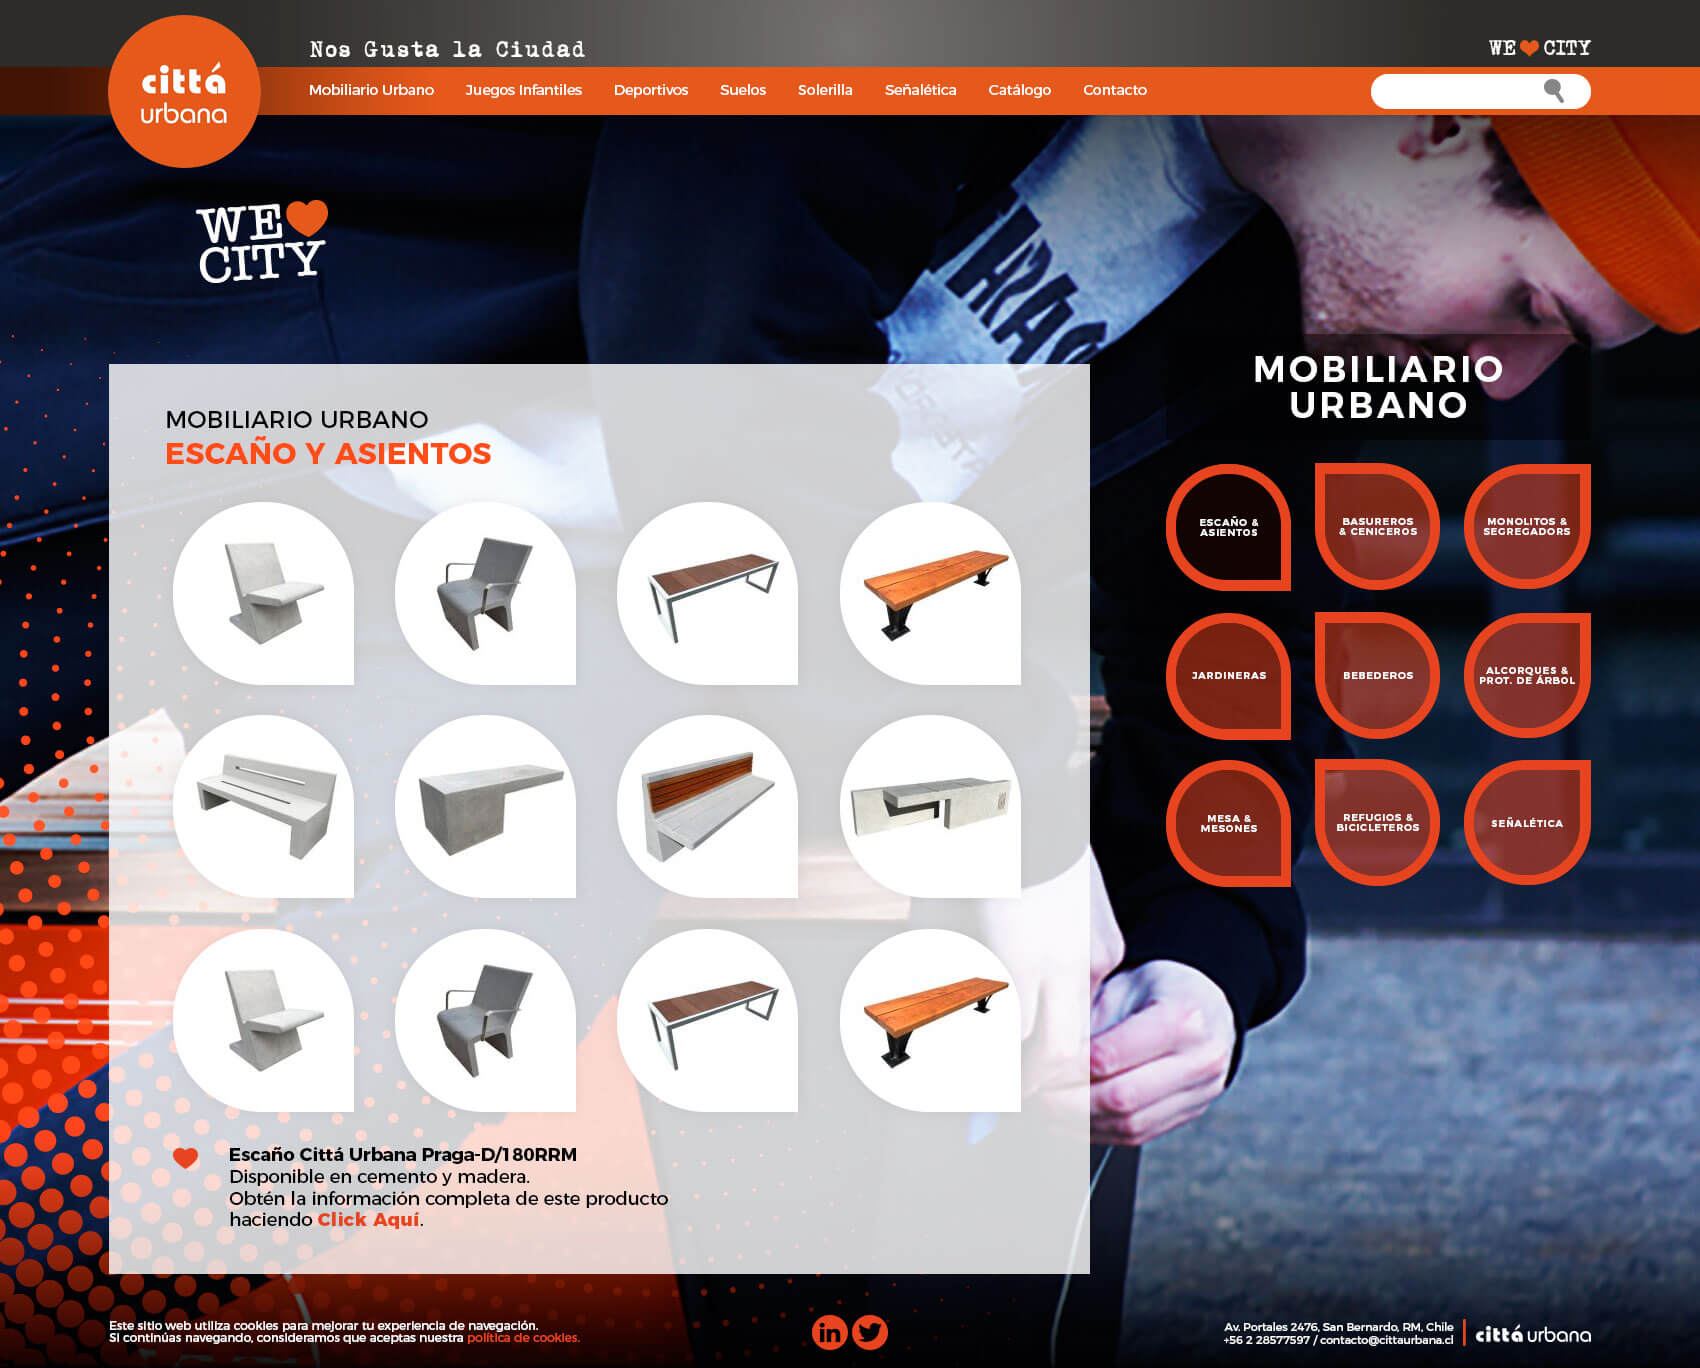 Nos Gusta la Ciudad
WE CITY
cittá
urbana
Mobiliario Urbano Juegos Infantiles Deportivos Suelos Solerilla Señalética Catálogo Contacto
WE
CITY
MOBILIARIO
URBANO
MOBILIARIO URBANO
ESCAÑO Y ASIENTOS
ESCAÑO &
ASIENTOS
BASUREROS
& CENICEROS
MONOLITOS &
SEGREGADORS
JARDINERAS
BEBEDEROS
ALCORQUES &
PROT. DE ÁRBOL
MESA &
MESONES
REFUGIOS &
BICICLETEROS
SEÑALÉTICA
Escaño Cittá Urbana Praga-D/180RRM
Disponible en cemento y madera.
Obtén la información completa de este producto
haciendo Click Aquí.
Este sitio web utiliza cookies para mejorar tu experiencia de navegación.
Si continúas navegando, consideramos que aceptas nuestra política de cookies.
in
Av. Portales 2476, San Bernardo, RM, Chile
+56 2 28577597 / contacto@cittaurbana.cl
cittá urbana